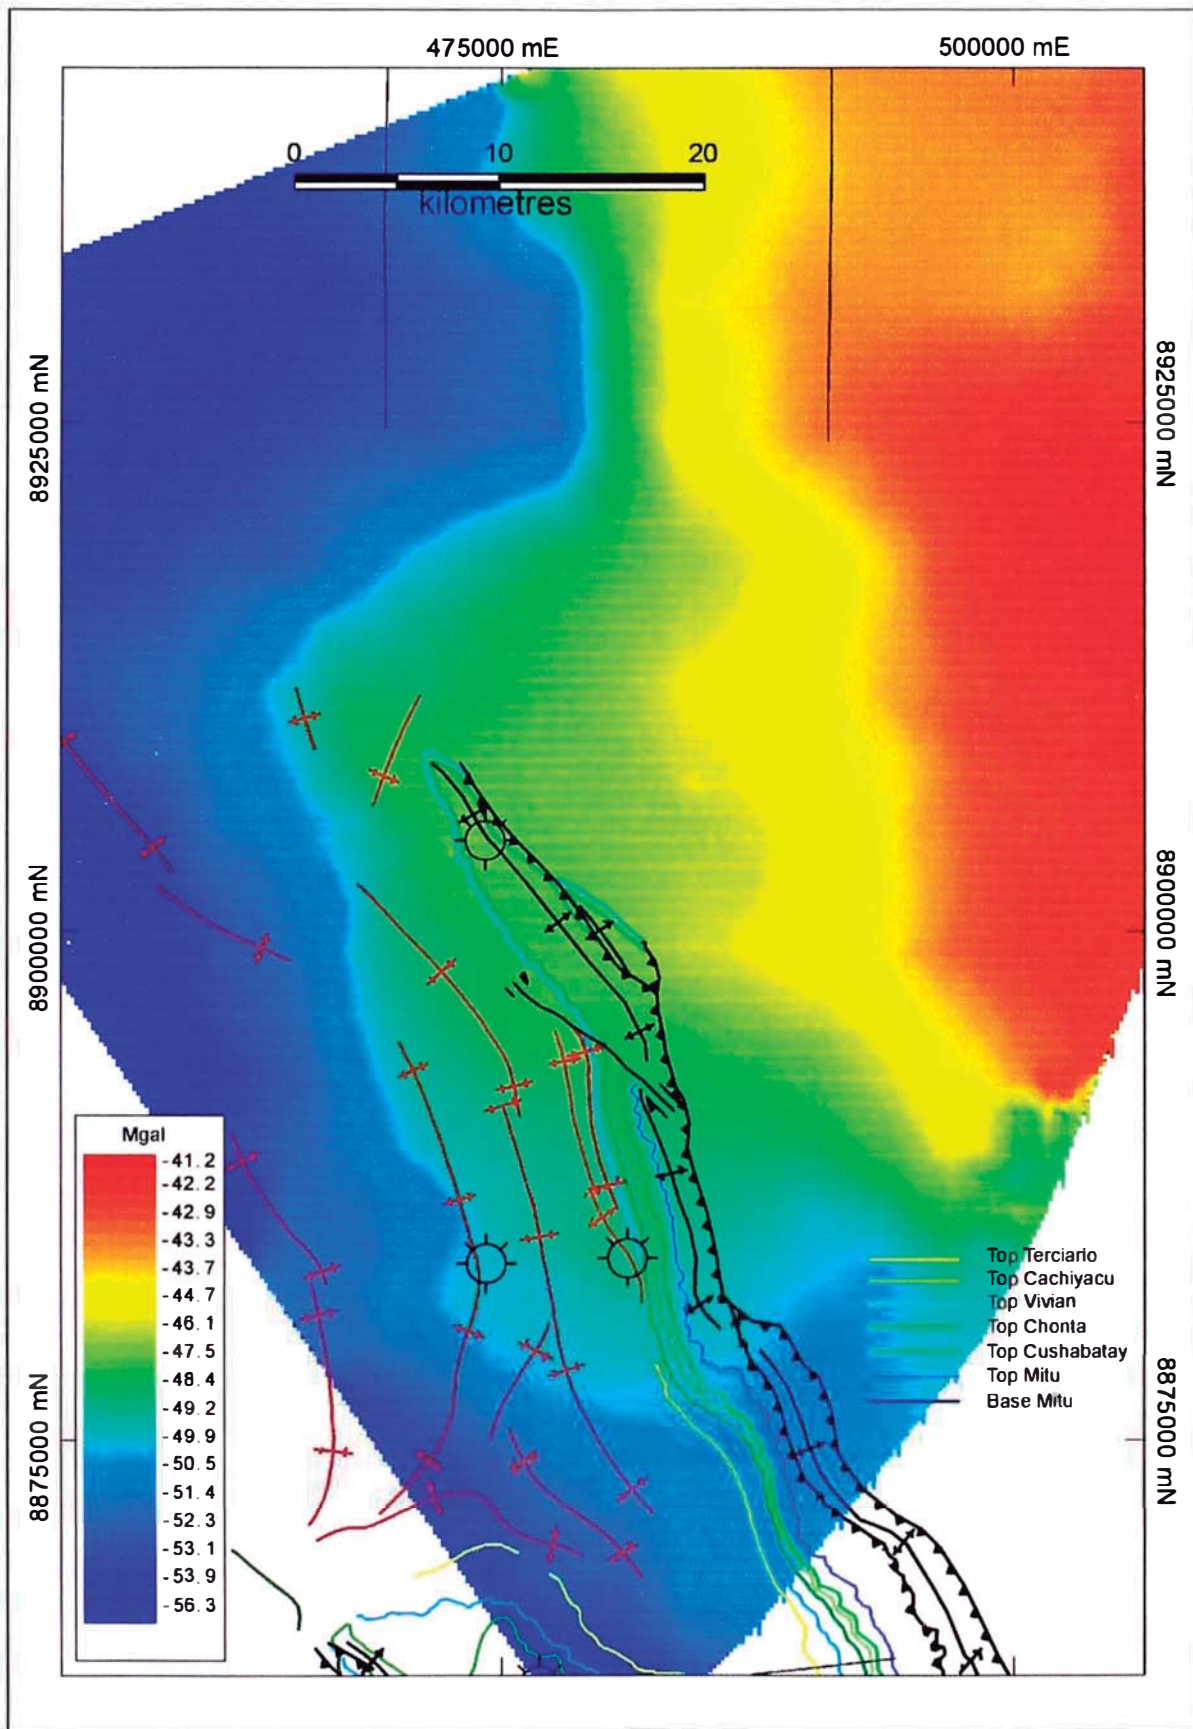 475000 mE 500000 mE
0 10 20
kilometres
8925000 mN 8925000 mN
8900000 mN 8900000 mN
8875000 mN 8875000 mN
Mgal
-41.2
-42.2
-42.9
-43.3
-43.7
-44.7
-46.1
-47.5
-48.4
-49.2
-49.9
-50.5
-51.4
-52.3
-53.1
-53.9
-56.3
Top Terciario
Top Cachiyacu
Top Vivian
Top Chonta
Top Cushabatay
Top Mitu
Base Mitu